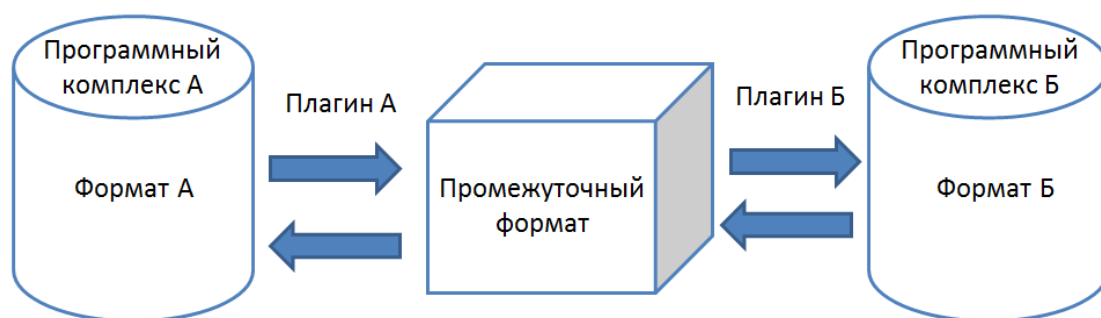 Программный
комплекс А
Формат А
Плагин А
Промежуточный
формат
Плагин Б
Программный
комплекс Б
Формат Б